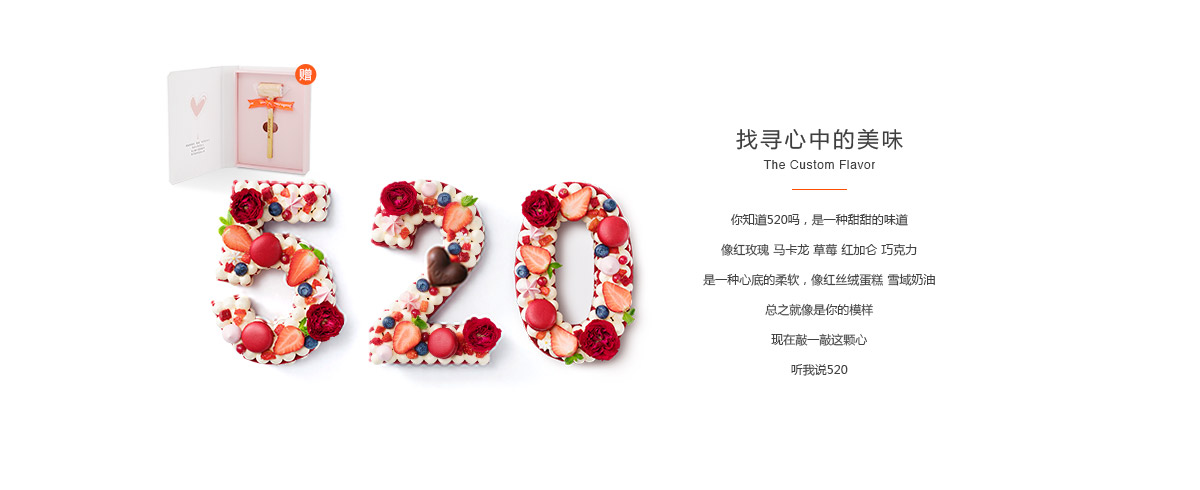 赠
520
找寻心中的美味
The Custom Flavor
你知道520吗，是一种甜甜的味道
像红玫瑰 马卡龙 草莓 红加仑 巧克力
是一种心底的柔软，像红丝绒蛋糕 雪域奶油
总之就像是你的模样
现在敲一敲这颗心
听我说520